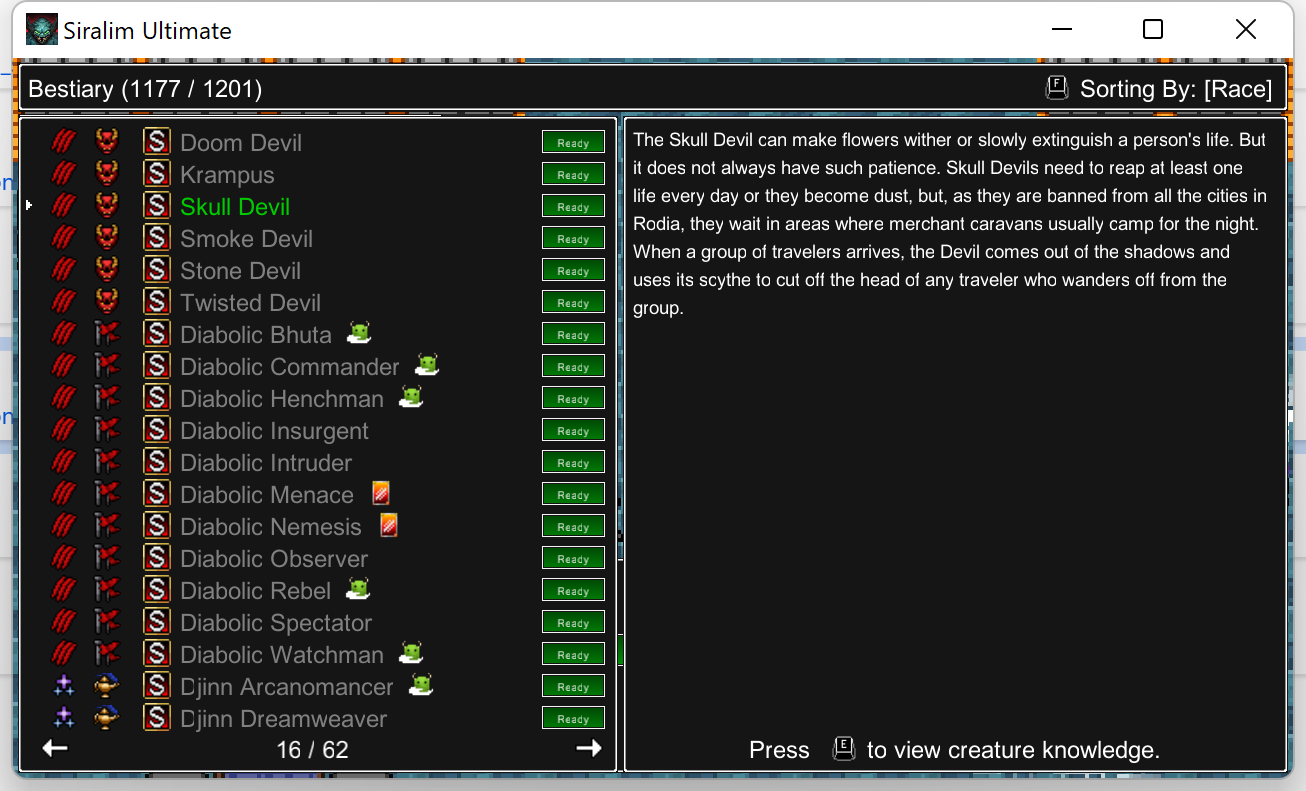 Siralim Ultimate
Bestiary (1177 / 1201)
F Sorting By: [Race]
S Doom Devil Ready
S Krampus Ready
S Skull Devil Ready
S Smoke Devil Ready
S Stone Devil Ready
S Twisted Devil Ready
S Diabolic Bhuta Ready
S Diabolic Commander Ready
S Diabolic Henchman Ready
S Diabolic Insurgent Ready
S Diabolic Intruder Ready
S Diabolic Menace Ready
S Diabolic Nemesis Ready
S Diabolic Observer Ready
S Diabolic Rebel Ready
S Diabolic Spectator Ready
S Diabolic Watchman Ready
S Djinn Arcanomancer Ready
S Djinn Dreamweaver Ready
16 / 62
The Skull Devil can make flowers wither or slowly extinguish a person's life. But
it does not always have such patience. Skull Devils need to reap at least one
life every day or they become dust, but, as they are banned from all the cities in
Rodia, they wait in areas where merchant caravans usually camp for the night.
When a group of travelers arrives, the Devil comes out of the shadows and
uses its scythe to cut off the head of any traveler who wanders off from the
group.
Press E to view creature knowledge.